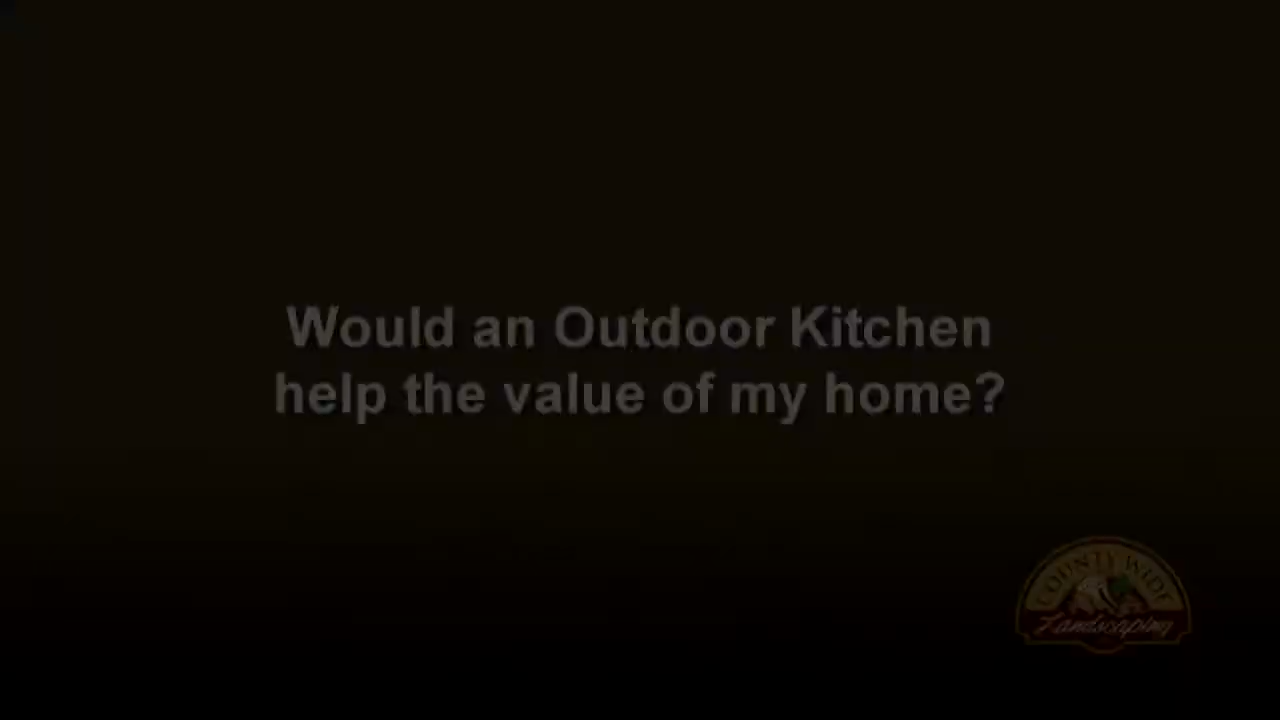 Would an Outdoor Kitchen
help the value of my home?
COUNTY WIDE
Landscaping